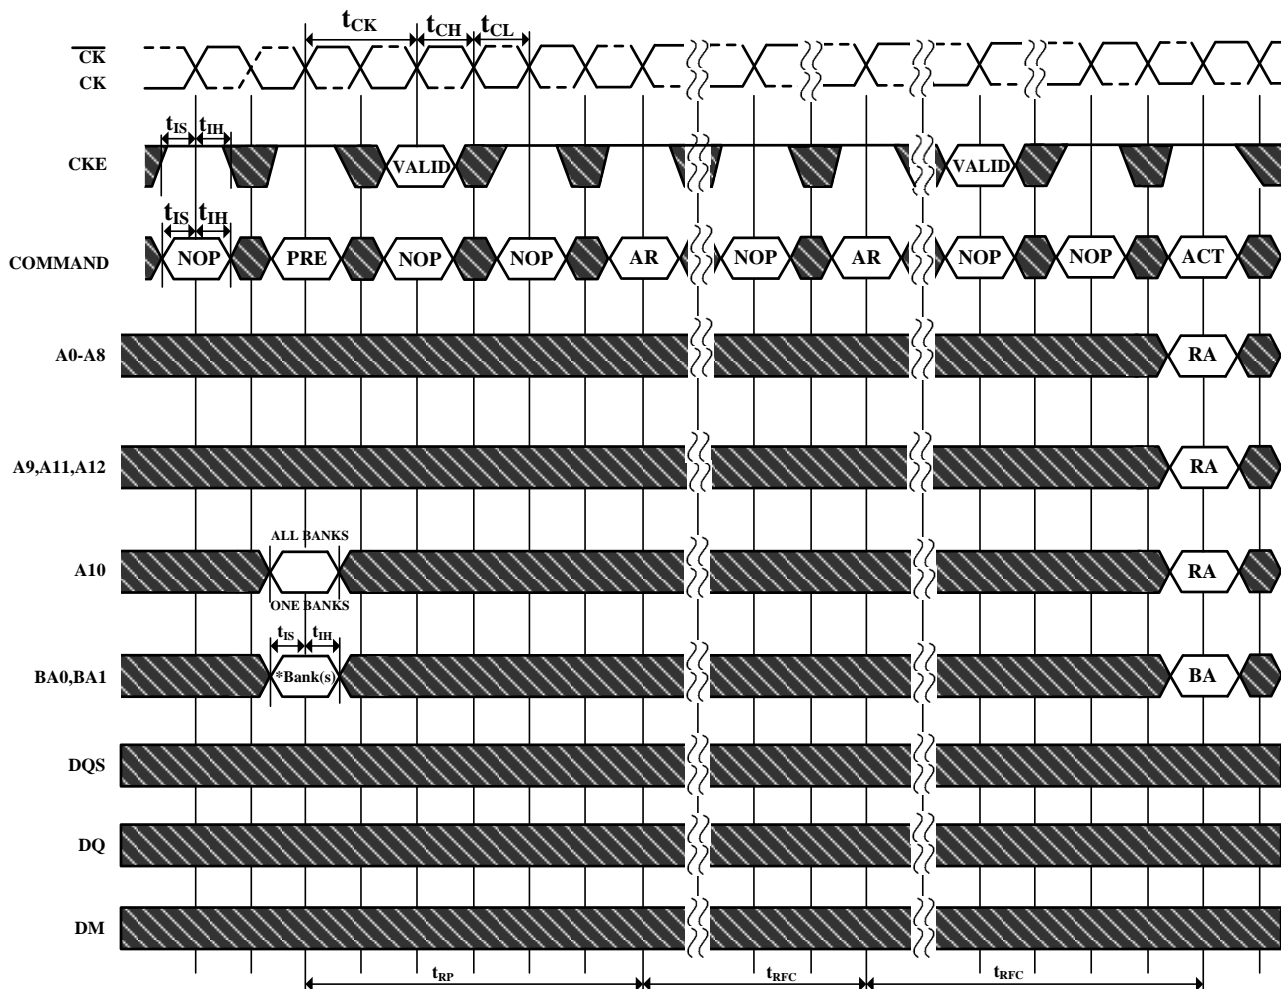 tCK tCH tCL
CK
CK
tIS tIH
CKE VALID VALID
tIS tIH
COMMAND NOP PRE NOP NOP AR NOP AR NOP NOP ACT
A0-A8 RA
A9,A11,A12 RA
ALL BANKS
A10 RA
ONE BANKS
tIS tIH
BA0,BA1 *Bank(s) BA
DQS
DQ
DM
tRP tRFC tRFC